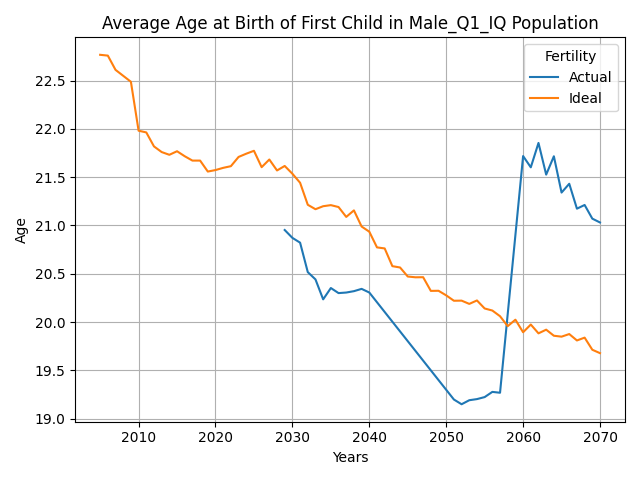 Average Age at Birth of First Child in Male_Q1_IQ Population
Fertility
Actual
Ideal
22.5
22.0
21.5
21.0
20.5
20.0
19.5
19.0
Age
2010 2020 2030 2040 2050 2060 2070
Years